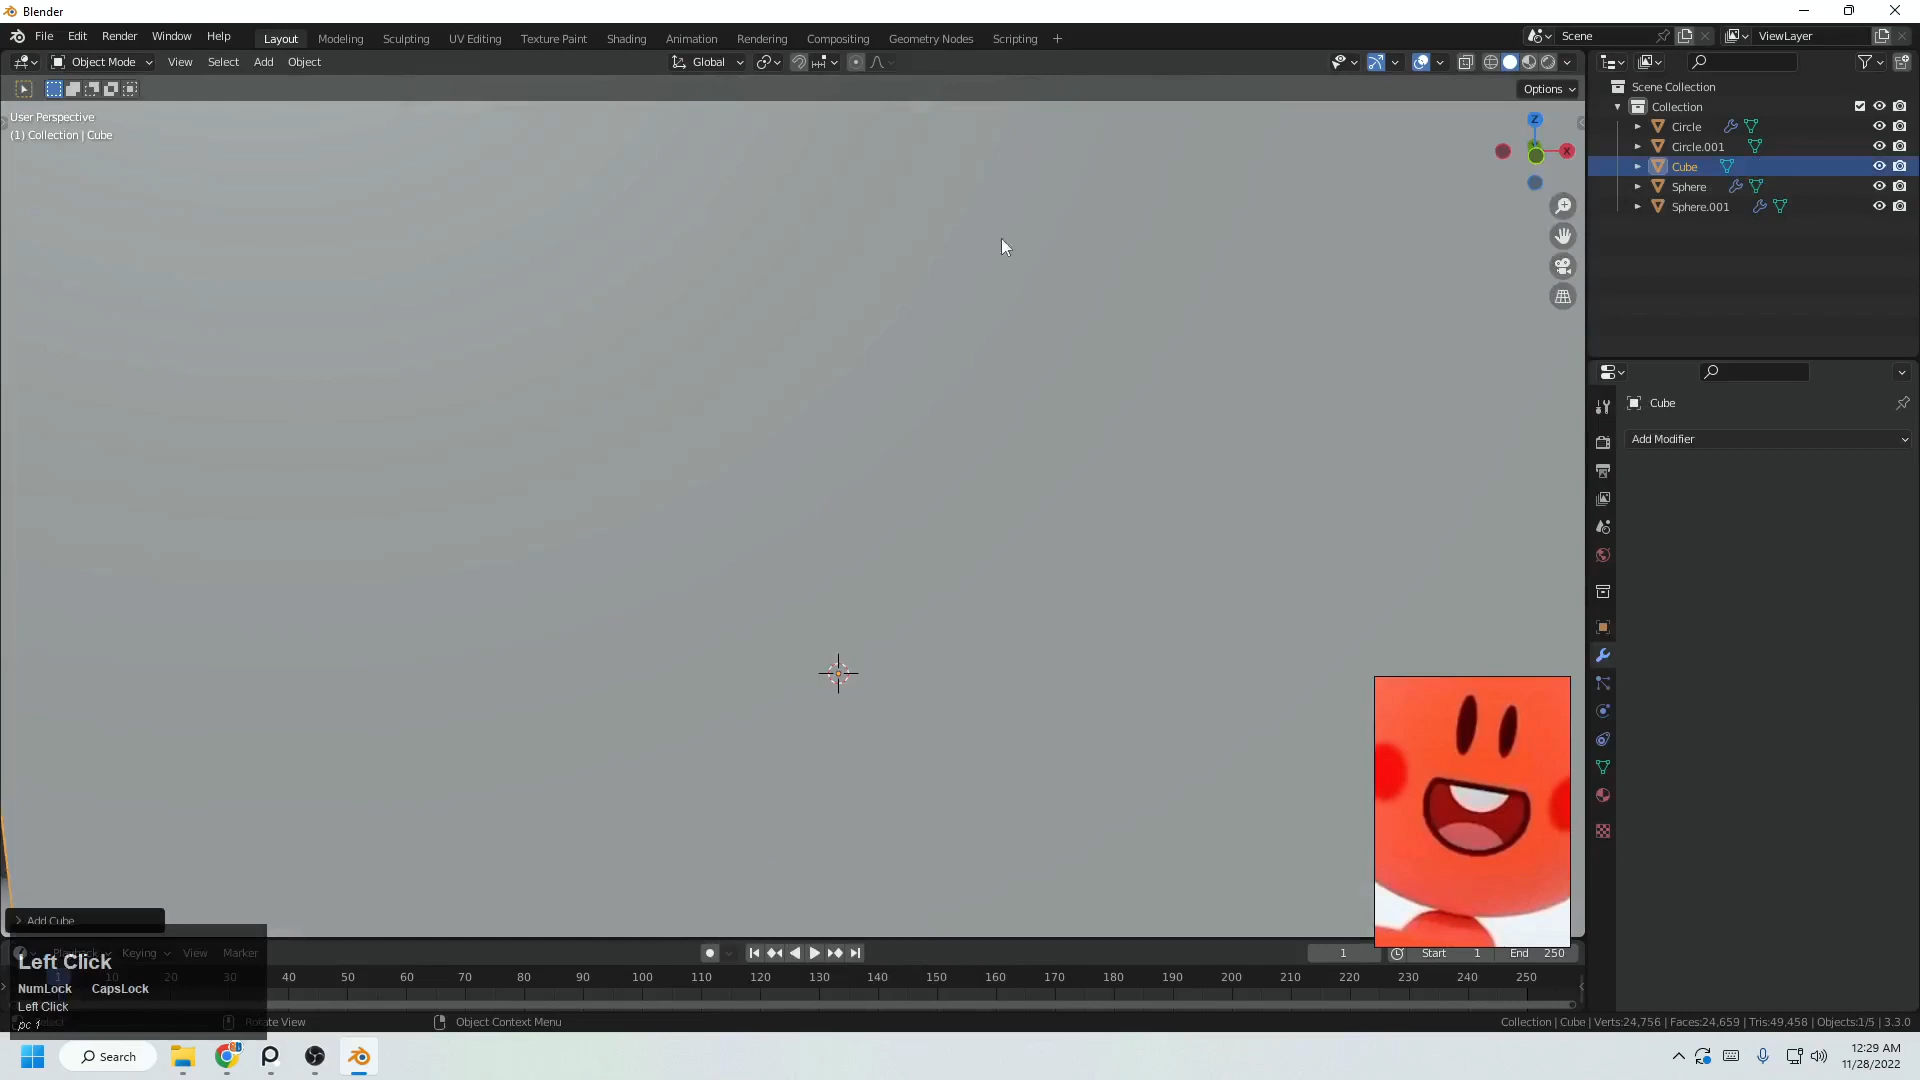 Blender
File Edit Render Window Help Layout Modeling Sculpting UV Editing Texture Paint Shading Animation Rendering Compositing Geometry Nodes Scripting + Scene ViewLayer
Object Mode View Select Add Object Global
Options
User Perspective
(1) Collection | Cube
Z
X
Scene Collection
Collection
Circle
Circle.001
Cube
Sphere
Sphere.001
Cube
Add Modifier
Add Cube
Playback Keying View Marker 1 Start 1 End 250
Left Click
10 20 30 40 50 60 70 80 90 100 110 120 130 140 150 160 170 180 190 200 210 220 230 240 250
NumLock CapsLock
Left Click
Rotate View Object Context Menu Collection | Cube | Verts:24,756 | Faces:24,659 | Tris:49,458 | Objects:1/5 | 3.3.0
Search
12:29 AM
11/28/2022